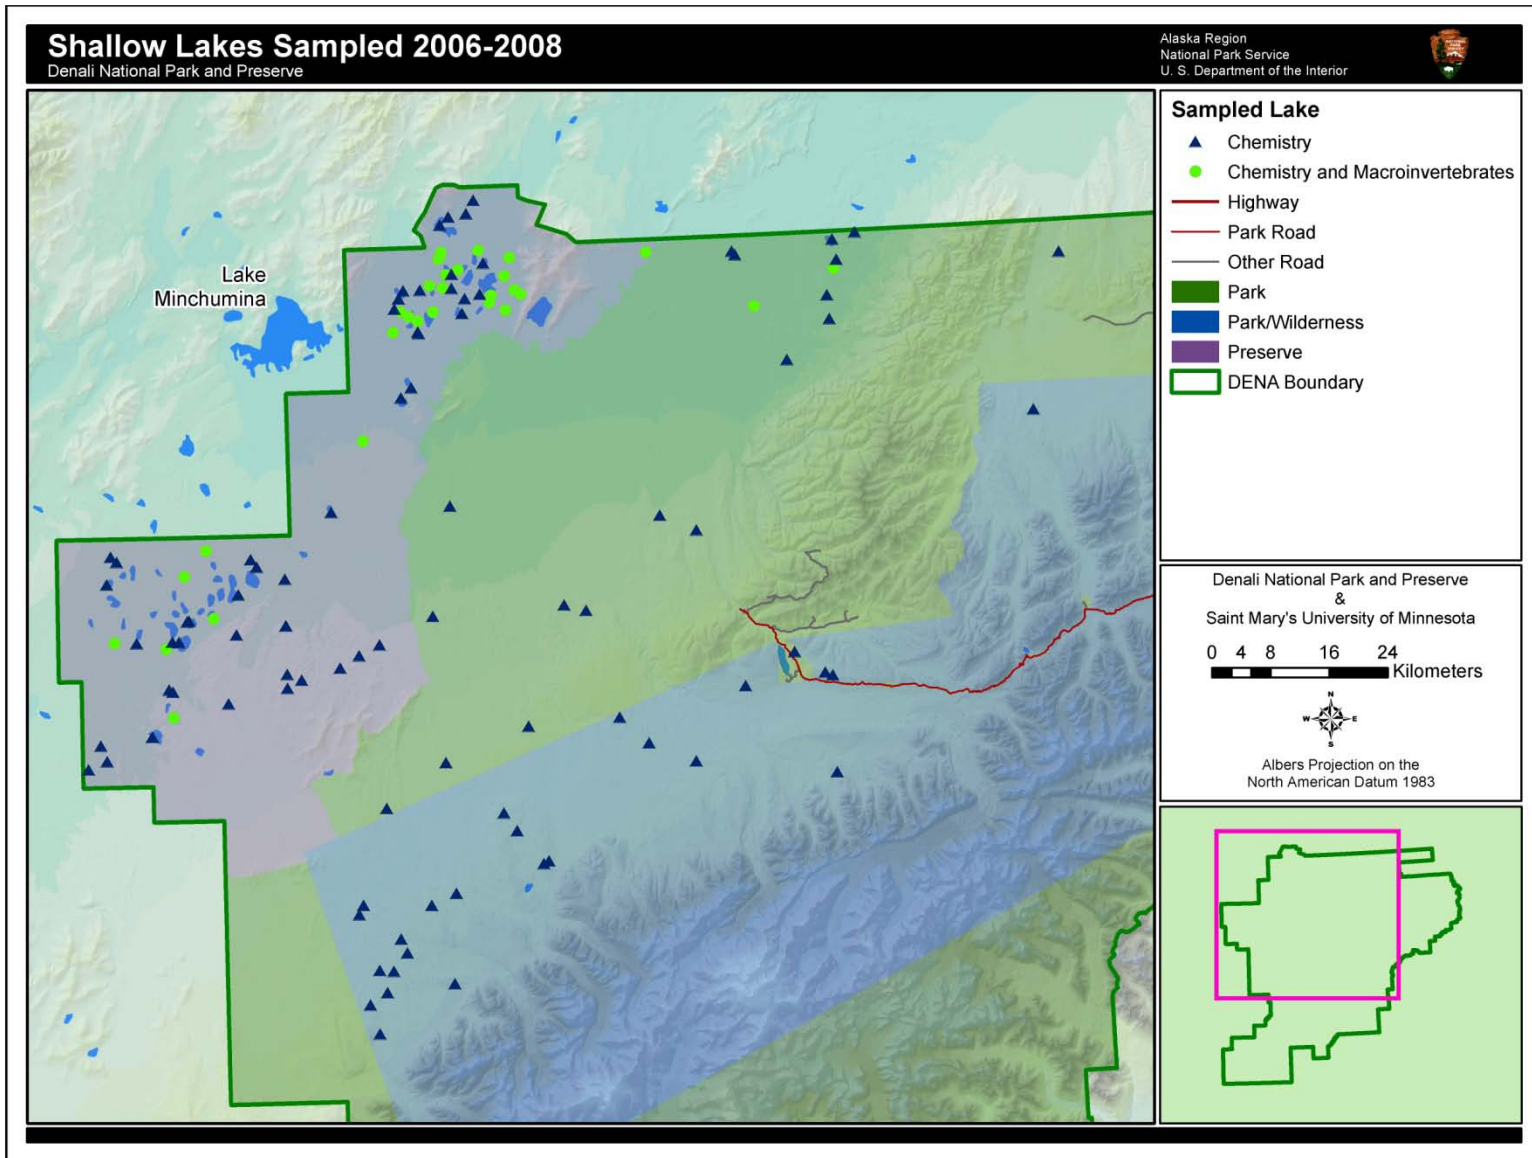 Shallow Lakes Sampled 2006-2008
Denali National Park and Preserve
Alaska Region
National Park Service
U. S. Department of the Interior
Lake
Minchumina
Sampled Lake
Chemistry
Chemistry and Macroinvertebrates
Highway
Park Road
Other Road
Park
Park/Wilderness
Preserve
DENA Boundary
Denali National Park and Preserve
&
Saint Mary's University of Minnesota
0 4 8 16 24
Kilometers
N
W E
S
Albers Projection on the
North American Datum 1983